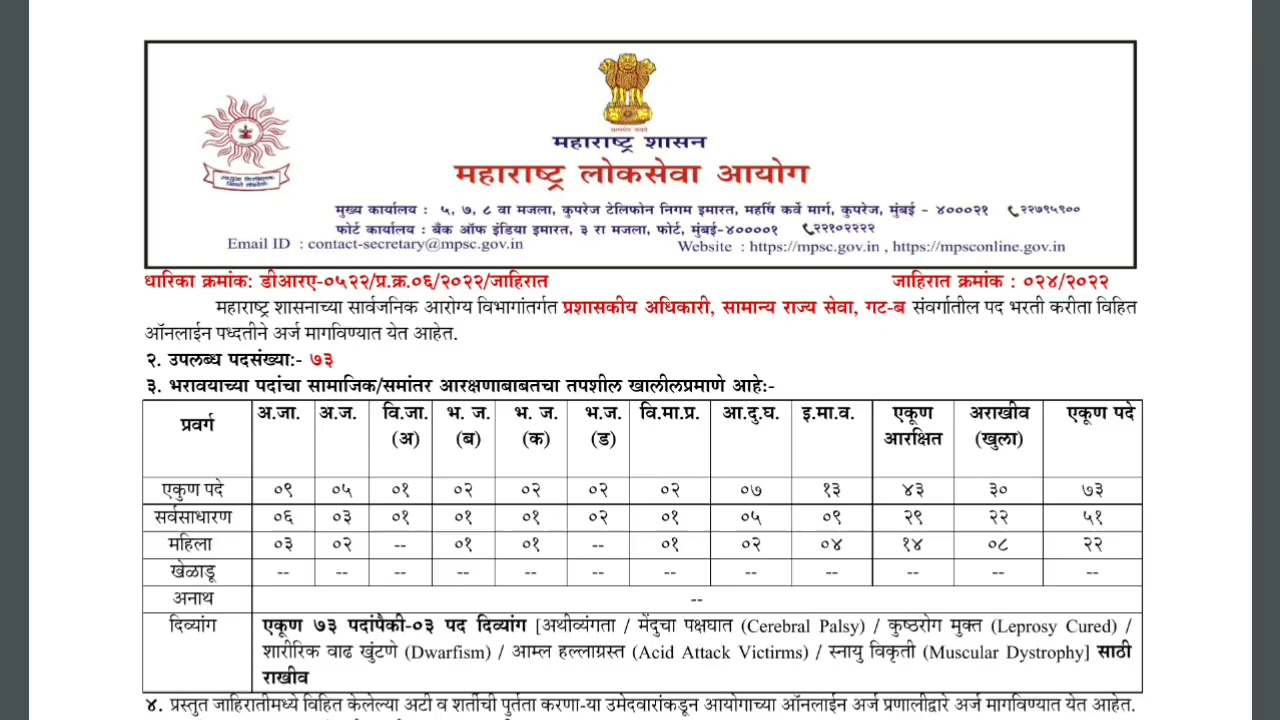 सत्यमेव जयते
महाराष्ट्र शासन
महाराष्ट्र लोकसेवा आयोग
मुख्य कार्यालय : ५, ७, ८ वा मजला, कुपरेज टेलिफोन निगम इमारत, महर्षि कर्वे मार्ग, कुपरेज, मुंबई - ४०००२१ २२७९५९००
फोर्ट कार्यालय : बँक ऑफ इंडिया इमारत, ३ रा मजला, फोर्ट, मुंबई-४००००१ २२१०२२२२
Email ID : contact-secretary@mpsc.gov.in Website : https://mpsc.gov.in , https://mpsconline.gov.in
धारिका क्रमांक: डीआरए-०५२२/प्र.क्र.०६/२०२२/जाहिरात जाहिरात क्रमांक : ०२४/२०२२
महाराष्ट्र शासनाच्या सार्वजनिक आरोग्य विभागांतर्गत प्रशासकीय अधिकारी, सामान्य राज्य सेवा, गट-ब संवर्गातील पद भरती करीता विहित
ऑनलाईन पध्दतीने अर्ज मागविण्यात येत आहेत.
२. उपलब्ध पदसंख्या:- ७३
३. भरावयाच्या पदांचा सामाजिक/समांतर आरक्षणाबाबतचा तपशील खालीलप्रमाणे आहे:-
प्रवर्ग अ.जा. अ.ज. वि.जा. (अ) भ. ज. (ब) भ. ज. (क) भ.ज. (ड) वि.मा.प्र. आ.दु.घ. इ.मा.व. एकूण आरक्षित अराखीव (खुला) एकूण पदे
एकुण पदे ०९ ०५ ०१ ०२ ०२ ०२ ०२ ०७ १३ ४३ ३० ७३
सर्वसाधारण ०६ ०३ ०१ ०१ ०१ ०२ ०१ ०५ ०९ २९ २२ ५१
महिला ०३ ०२ -- ०१ ०१ -- ०१ ०२ ०४ १४ ०८ २२
खेळाडू -- -- -- -- -- -- -- -- -- -- -- --
अनाथ --
दिव्यांग एकूण ७३ पदांपैकी-०३ पद दिव्यांग [अथीव्यंगता / मेंदुचा पक्षघात (Cerebral Palsy) / कुष्ठरोग मुक्त (Leprosy Cured) /
शारीरिक वाढ खुंटणे (Dwarfism) / आम्ल हल्लाग्रस्त (Acid Attack Victirms) / स्नायु विकृती (Muscular Dystrophy] साठी
राखीव
४. प्रस्तुत जाहिरातीमध्ये विहित केलेल्या अटी व शर्तीची पुर्तता करणा-या उमेदवारांकडून आयोगाच्या ऑनलाईन अर्ज प्रणालीद्वारे अर्ज मागविण्यात येत आहेत.